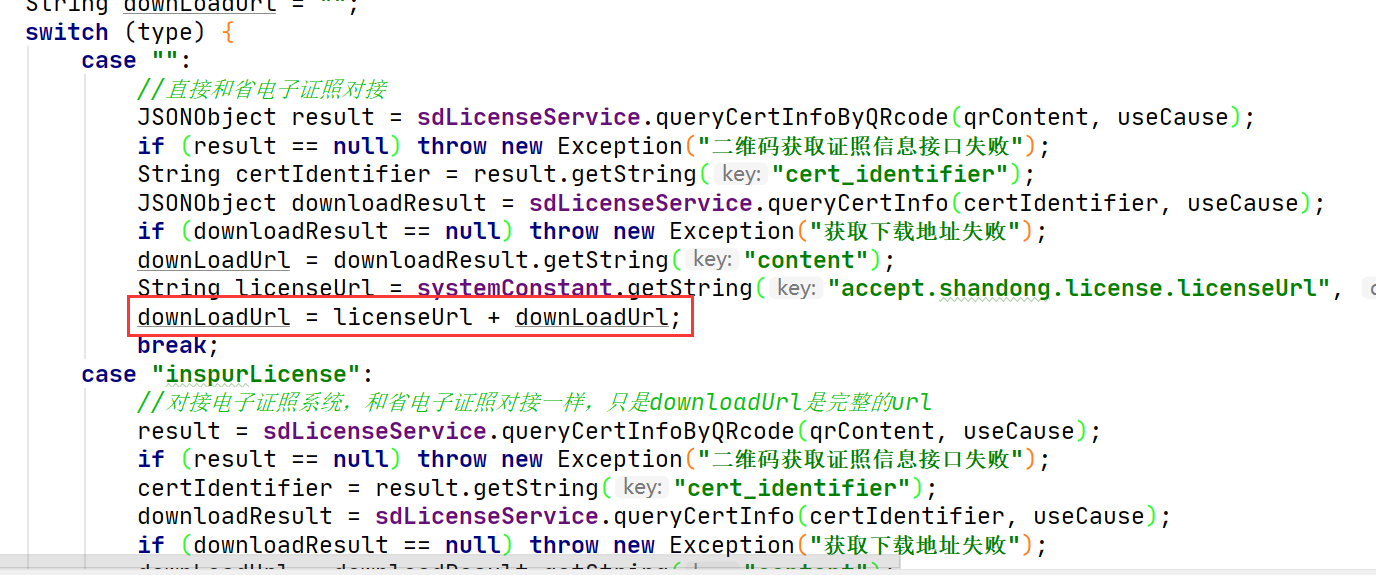 String downLoadUrl = "";
switch (type) {
case "":
//直接和省电子证照对接
JSONObject result = sdLicenseService.queryCertInfoByQRcode(qrContent, useCause);
if (result == null) throw new Exception("二维码获取证照信息接口失败");
String certIdentifier = result.getString( key: "cert_identifier");
JSONObject downloadResult = sdLicenseService.queryCertInfo(certIdentifier, useCause);
if (downloadResult == null) throw new Exception("获取下载地址失败");
downLoadUrl = downloadResult.getString( key: "content");
String licenseUrl = systemConstant.getString( key: "accept.shandong.license.licenseUrl",
downLoadUrl = licenseUrl + downLoadUrl;
break;
case "inspurLicense":
//对接电子证照系统，和省电子证照对接一样，只是downloadUrl是完整的url
result = sdLicenseService.queryCertInfoByQRcode(qrContent, useCause);
if (result == null) throw new Exception("二维码获取证照信息接口失败");
certIdentifier = result.getString( key: "cert_identifier");
downloadResult = sdLicenseService.queryCertInfo(certIdentifier, useCause);
if (downloadResult == null) throw new Exception("获取下载地址失败");
downLoadUrl = downloadResult.getString( "content");